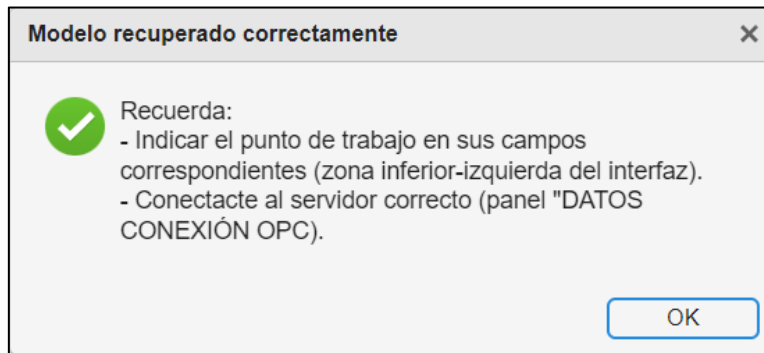 Modelo recuperado correctamente
Recuerda:
- Indicar el punto de trabajo en sus campos
correspondientes (zona inferior-izquierda del interfaz).
- Conectacte al servidor correcto (panel "DATOS
CONEXIÓN OPC).
OK